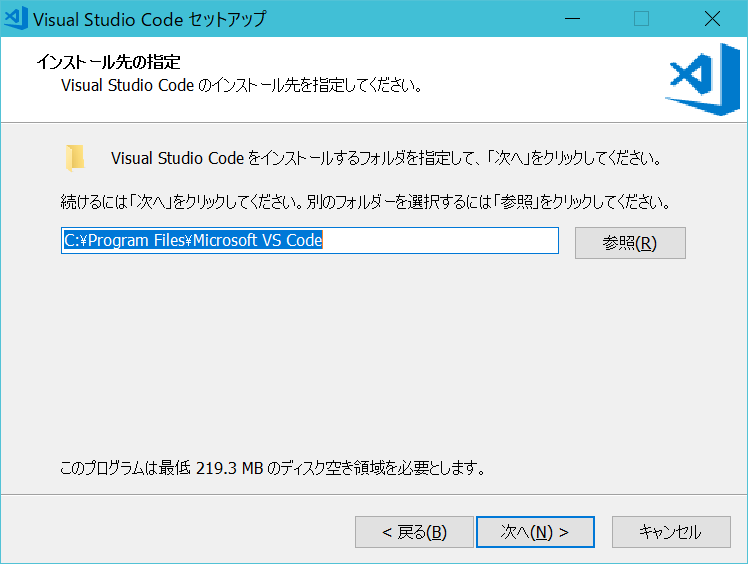 Visual Studio Code セットアップ
インストール先の指定
Visual Studio Code のインストール先を指定してください。
Visual Studio Code をインストールするフォルダを指定して、「次へ」をクリックしてください。
続けるには「次へ」をクリックしてください。別のフォルダーを選択するには「参照」をクリックしてください。
C:¥Program Files¥Microsoft VS Code
参照(R)
このプログラムは最低 219.3 MB のディスク空き領域を必要とします。
< 戻る(B)
次へ(N) >
キャンセル